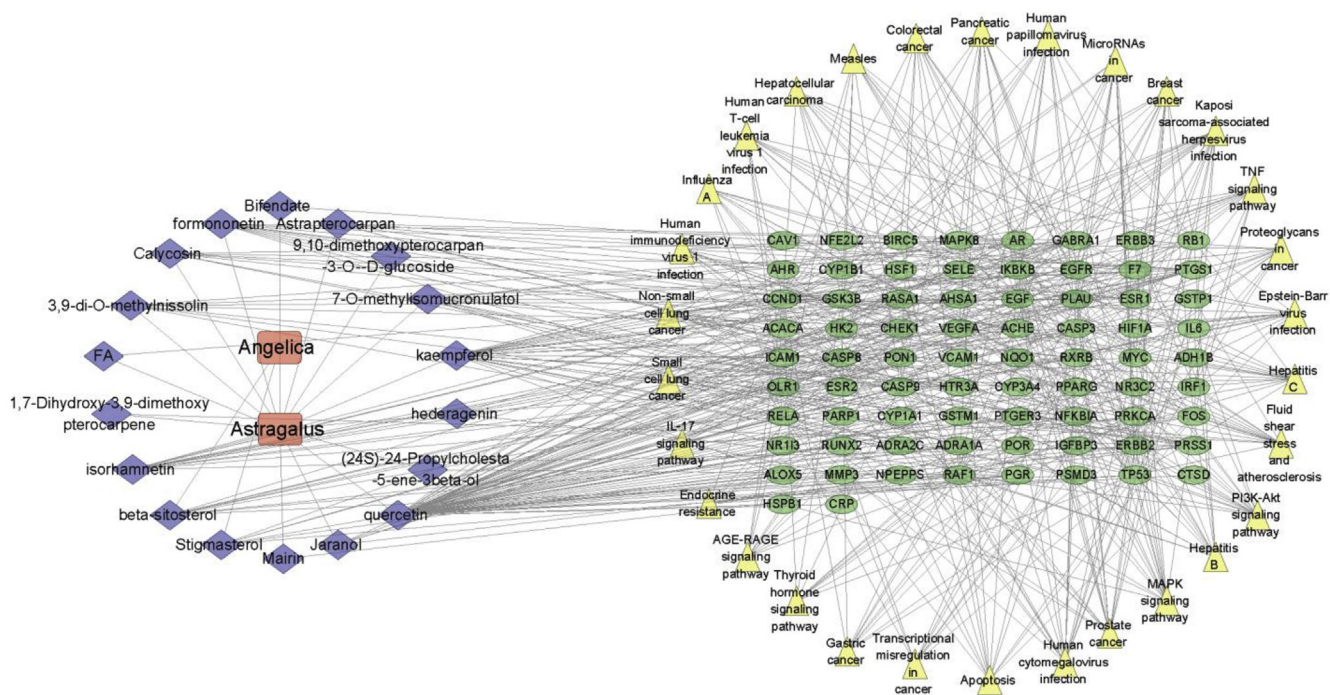 Bifendate
formononetin
Astrapterocarpan
Calycosin
9,10-dimethoxypterocarpan
-3-O--D-glucoside
3,9-di-O-methylnissolin
7-O-methylisomucronulatol
Angelica
FA
kaempferol
1,7-Dihydroxy-3,9-dimethoxy
pterocarpene
Astragalus
hederagenin
isorhamnetin
(24S)-24-Propylcholesta
-5-ene-3beta-ol
beta-sitosterol
quercetin
Stigmasterol
Mairin
Jaranol
Human
immunodeficiency
virus 1
infection
Influenza
A
Human
T-cell
leukemia
virus 1
infection
Hepatocellular
carcinoma
Measles
Colorectal
cancer
Pancreatic
cancer
Human
papillomavirus
infection
MicroRNAs
in
cancer
Breast
cancer
Kaposi
sarcoma-associated
herpesvirus
infection
TNF
signaling
pathway
Proteoglycans
in
cancer
Epstein-Barr
virus
infection
Hepatitis
C
Fluid
shear
stress
and
atherosclerosis
PI3K-Akt
signaling
pathway
Hepatitis
B
MAPK
signaling
pathway
Prostate
cancer
Human
cytomegalovirus
infection
Apoptosis
Transcriptional
misregulation
in
cancer
Gastric
cancer
Thyroid
hormone
signaling
pathway
AGE-RAGE
signaling
pathway
Endocrine
resistance
IL-17
signaling
pathway
Small
cell lung
cancer
Non-small
cell lung
cancer
CAV1 NFE2L2 BIRC5 MAPK8 AR GABRA1 ERBB3 RB1
AHR CYP1B1 HSF1 SELE IKBKB EGFR F7 PTGS1
CCND1 GSK3B RASA1 AHSA1 EGF PLAU ESR1 GSTP1
ACACA HK2 CHEK1 VEGFA ACHE CASP3 HIF1A IL6
ICAM1 CASP8 PON1 VCAM1 NQO1 RXRB MYC ADH1B
OLR1 ESR2 CASP9 HTR3A CYP3A4 PPARG NR3C2 IRF1
RELA PARP1 CYP1A1 GSTM1 PTGER3 NFKBIA PRKCA FOS
NR1I3 RUNX2 ADRA2C ADRA1A POR IGFBP3 ERBB2 PRSS1
ALOX5 MMP3 NPEPPS RAF1 PGR PSMD3 TP53 CTSD
HSPB1 CRP